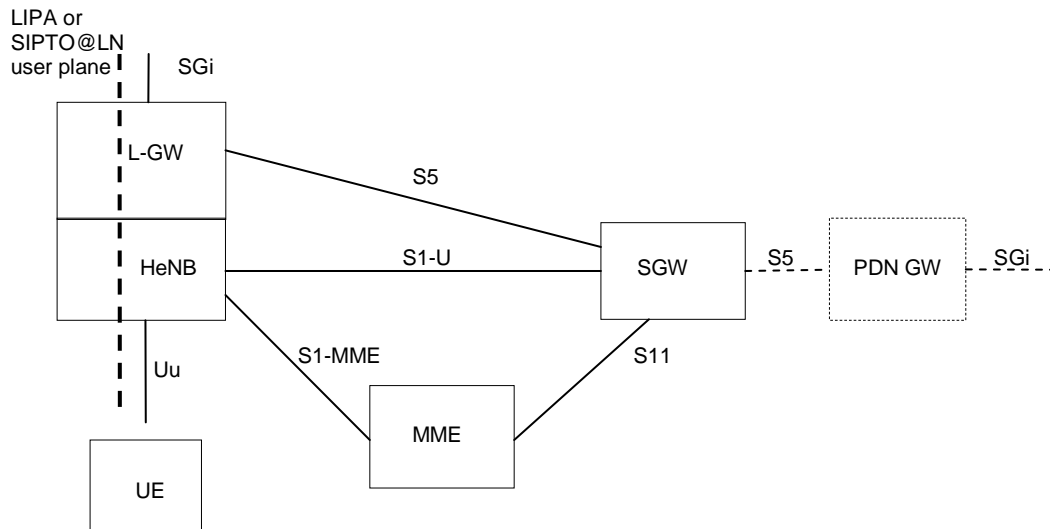 LIPA or
SIPTO@LN
user plane
SGi
L-GW
S5
HeNB
S1-U
SGW
S5
PDN GW
SGi
Uu
S1-MME
S11
MME
UE